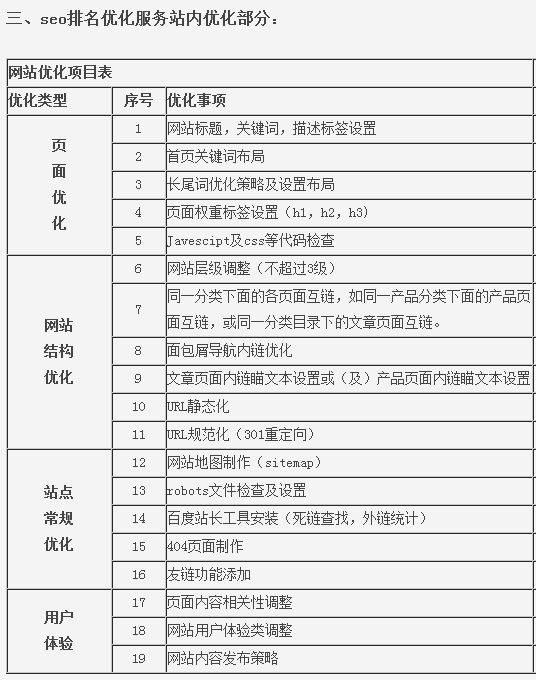 三、seo排名优化服务站内优化部分：
网站优化项目表
优化类型 序号 优化事项
页面优化
1 网站标题，关键词，描述标签设置
2 首页关键词布局
3 长尾词优化策略及设置布局
4 页面权重标签设置（h1，h2，h3）
5 Javescipt及css等代码检查
网站
结构
优化
6 网站层级调整（不超过3级）
7 同一分类下面的各页面互链，如同一产品分类下面的产品页
面互链，或同一分类目录下的文章页面互链。
8 面包屑导航内链优化
9 文章页面内链瞄文本设置或（及）产品页面内链瞄文本设置
10 URL静态化
11 URL规范化（301重定向）
站点
常规
优化
12 网站地图制作（sitemap）
13 robots文件检查及设置
14 百度站长工具安装（死链查找，外链统计）
15 404页面制作
16 友链功能添加
用户
体验
17 页面内容相关性调整
18 网站用户体验类调整
19 网站内容发布策略